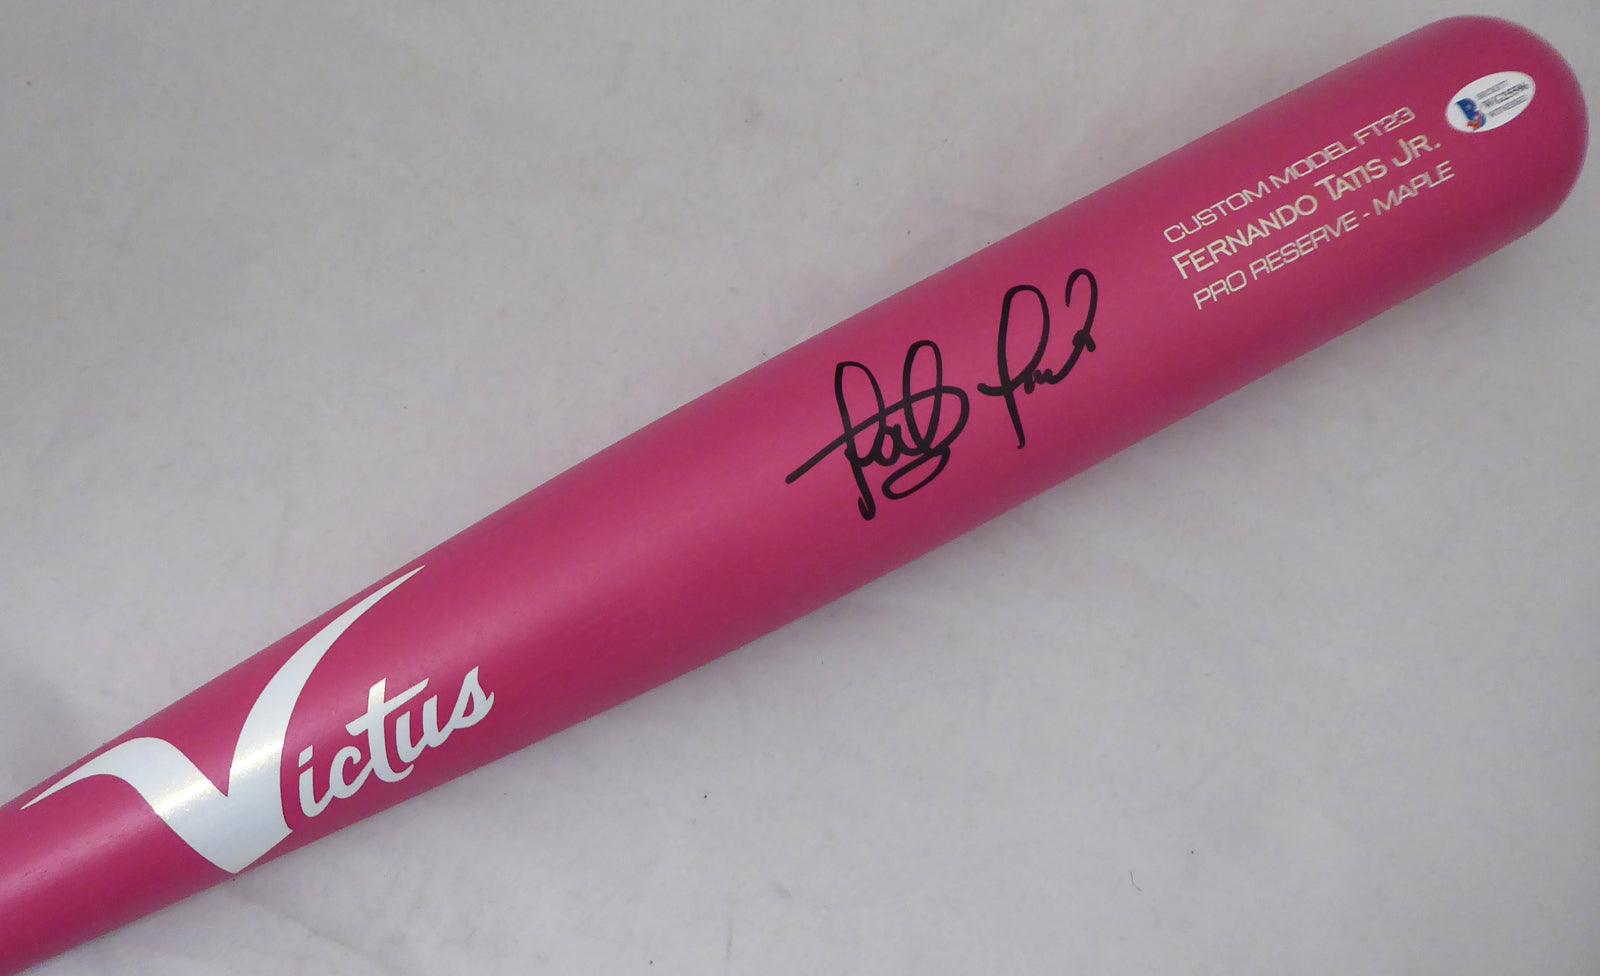 CUSTOM MODEL FT23
FERNANDO TATIS JR.
PRO RESERVE - MAPLE
Victus